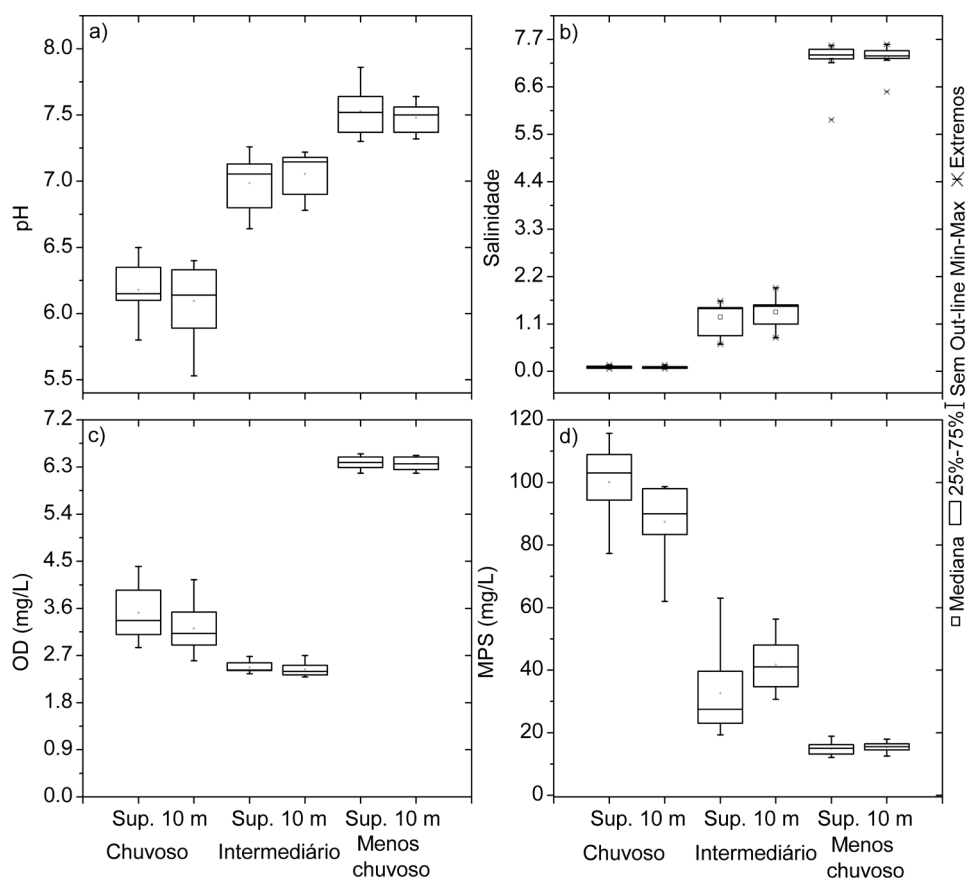 a)
8.0
7.5
7.0
6.5
6.0
5.5
pH
b)
7.7
6.6
5.5
4.4
3.3
2.2
1.1
0.0
Salinidade
c)
7.2
6.3
4.5
3.6
2.7
1.8
0.9
0.0
OD (mg/L)
Sup. 10 m Sup. 10 m Sup. 10 m
Chuvoso Intermediário Menos
chuvoso
d)
120
100
80
60
40
20
0
MPS (mg/L)
Sup. 10 m Sup. 10 m Sup. 10 m
Chuvoso Intermediário Menos
chuvoso
Mediana 25%-75% Sem Out-line Min-Max Extremos